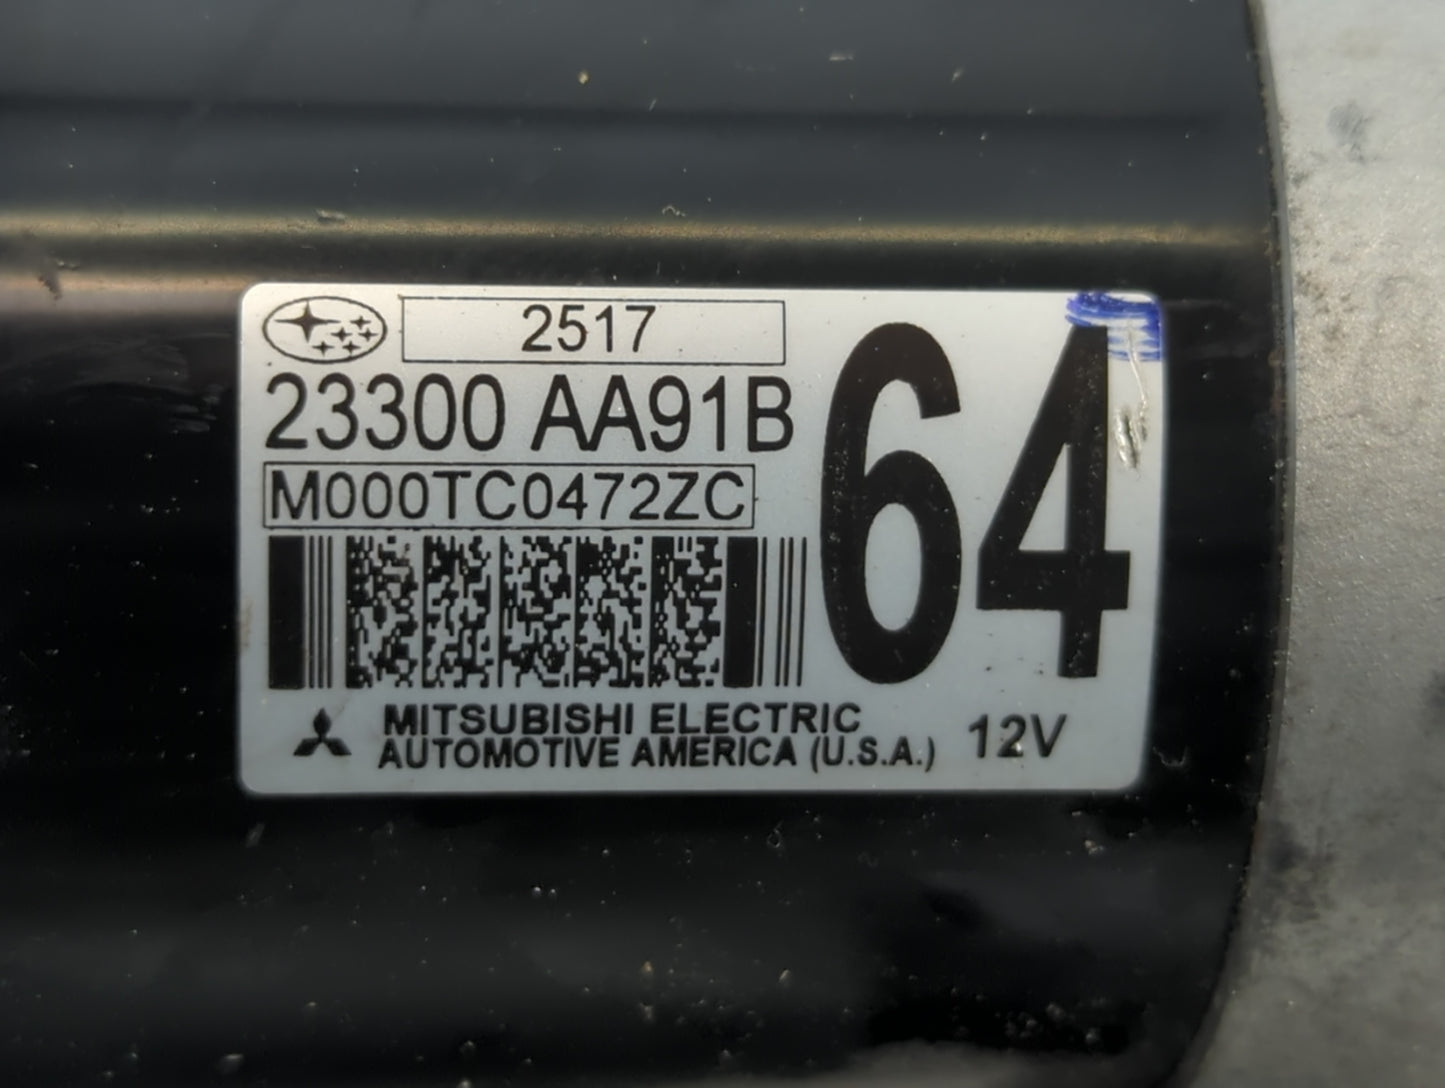 2517
23300 AA91B
M000TC0472ZC
64
MITSUBISHI ELECTRIC
AUTOMOTIVE AMERICA (U.S.A.)
12V